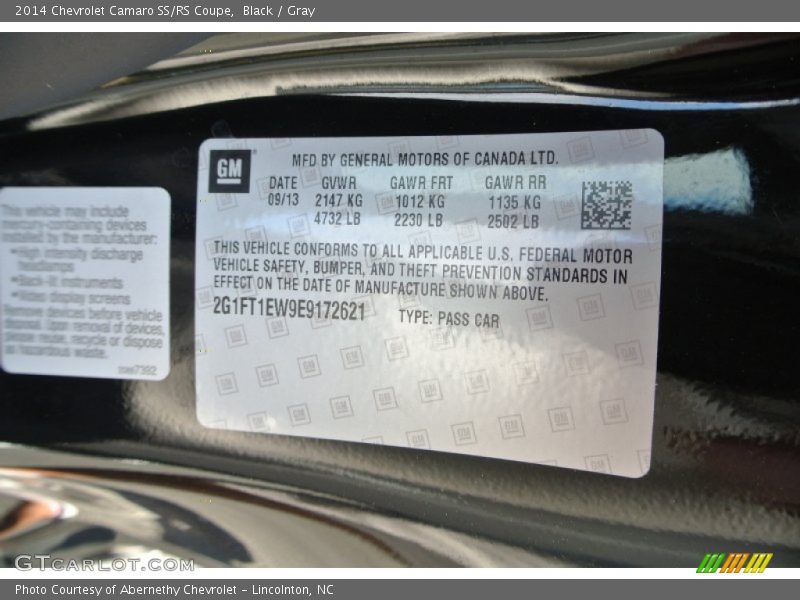 2014 Chevrolet Camaro SS/RS Coupe, Black / Gray
GM
MFD BY GENERAL MOTORS OF CANADA LTD.
DATE GVWR GAWR FRT GAWR RR
09/13 2147 KG 1012 KG 1135 KG
4732 LB 2230 LB 2502 LB
THIS VEHICLE CONFORMS TO ALL APPLICABLE U.S. FEDERAL MOTOR
VEHICLE SAFETY, BUMPER, AND THEFT PREVENTION STANDARDS IN
EFFECT ON THE DATE OF MANUFACTURE SHOWN ABOVE.
2G1FT1EW9E9172621 TYPE: PASS CAR
This vehicle may include
mercury-containing devices
installed by the manufacturer:
•High intensity discharge
headlamps
•Back-lit instruments
•Video display screens
Remove devices before vehicle
disposal. Upon removal of devices,
please reuse, recycle or dispose
as hazardous waste.
GTCARLOT.COM
Photo Courtesy of Abernethy Chevrolet - Lincolnton, NC